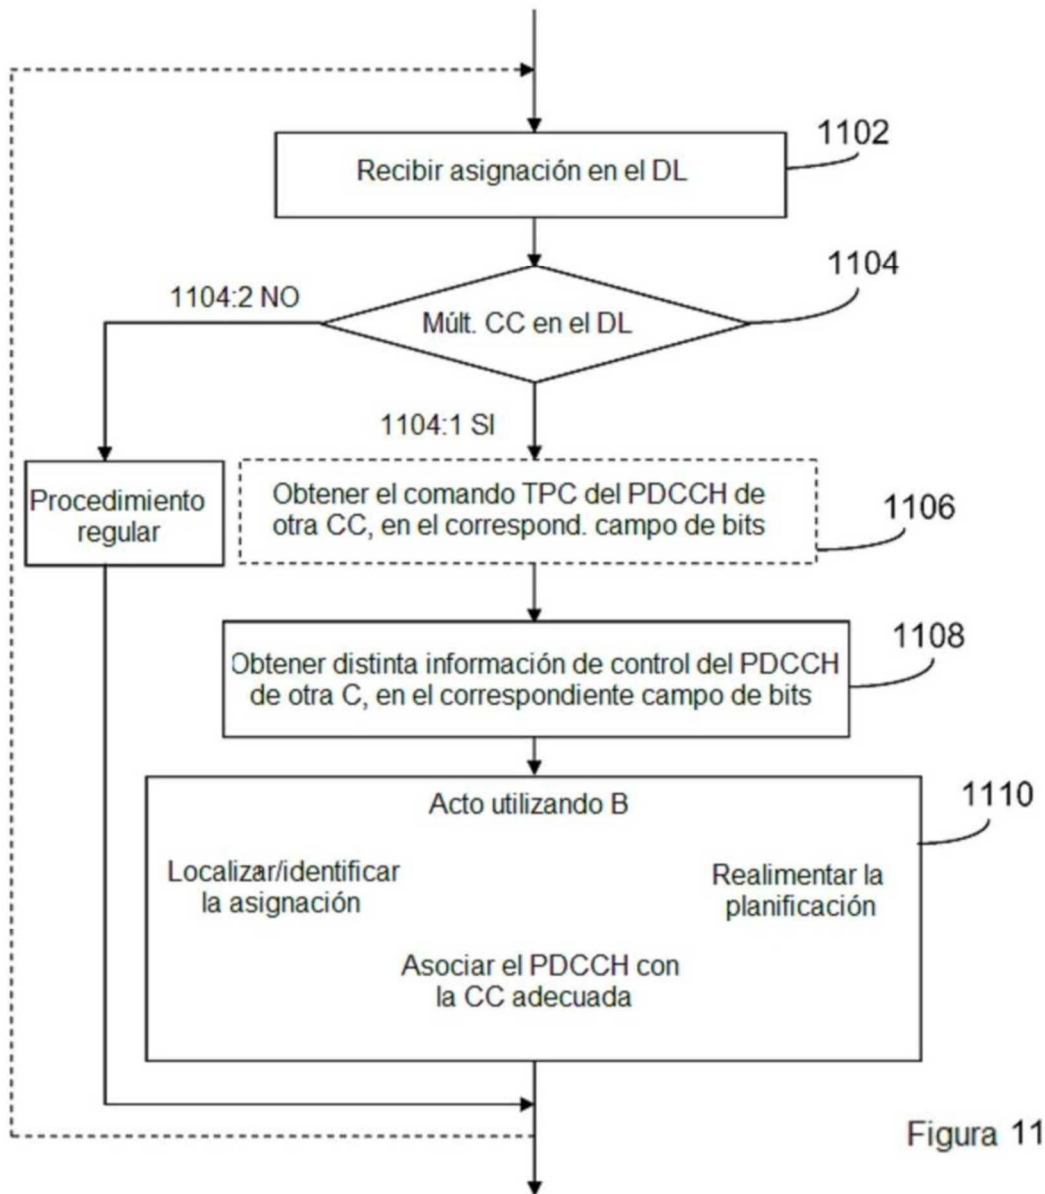 1102
Recibir asignación en el DL
1104
1104:2 NO
Múlt. CC en el DL
1104:1 SI
Procedimiento
regular
Obtener el comando TPC del PDCCH de
otra CC, en el correspond. campo de bits
1106
1108
Obtener distinta información de control del PDCCH
de otra C, en el correspondiente campo de bits
1110
Acto utilizando B
Localizar/identificar
la asignación
Realimentar la
planificación
Asociar el PDCCH con
la CC adecuada
Figura 11